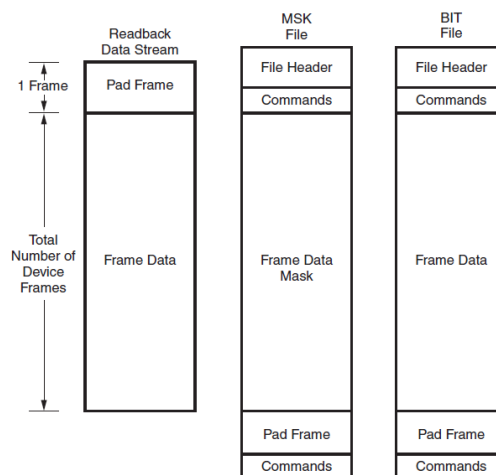 Readback
Data Stream
MSK
File
BIT
File
1 Frame
Pad Frame
File Header
Commands
File Header
Commands
Total
Number of
Device
Frames
Frame Data
Frame Data
Mask
Frame Data
Pad Frame
Commands
Pad Frame
Commands